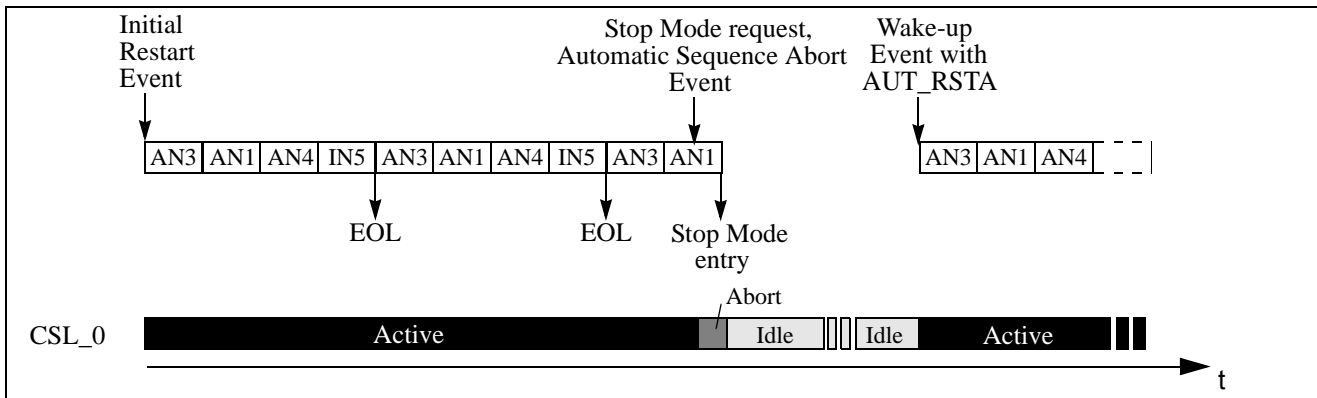 Initial
Restart
Event
Stop Mode request,
Automatic Sequence Abort
Event
Wake-up
Event with
AUT_RSTA
AN3 AN1 AN4 IN5 AN3 AN1 AN4 IN5 AN3 AN1
AN3 AN1 AN4
EOL
EOL
Stop Mode
entry
Abort
CSL_0
Active
Idle
Idle
Active
t